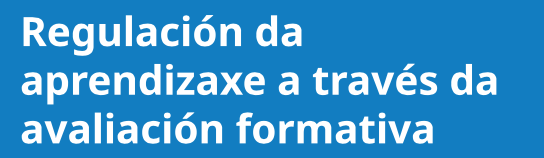 Regulación da
aprendizaxe a través da
avaliación formativa